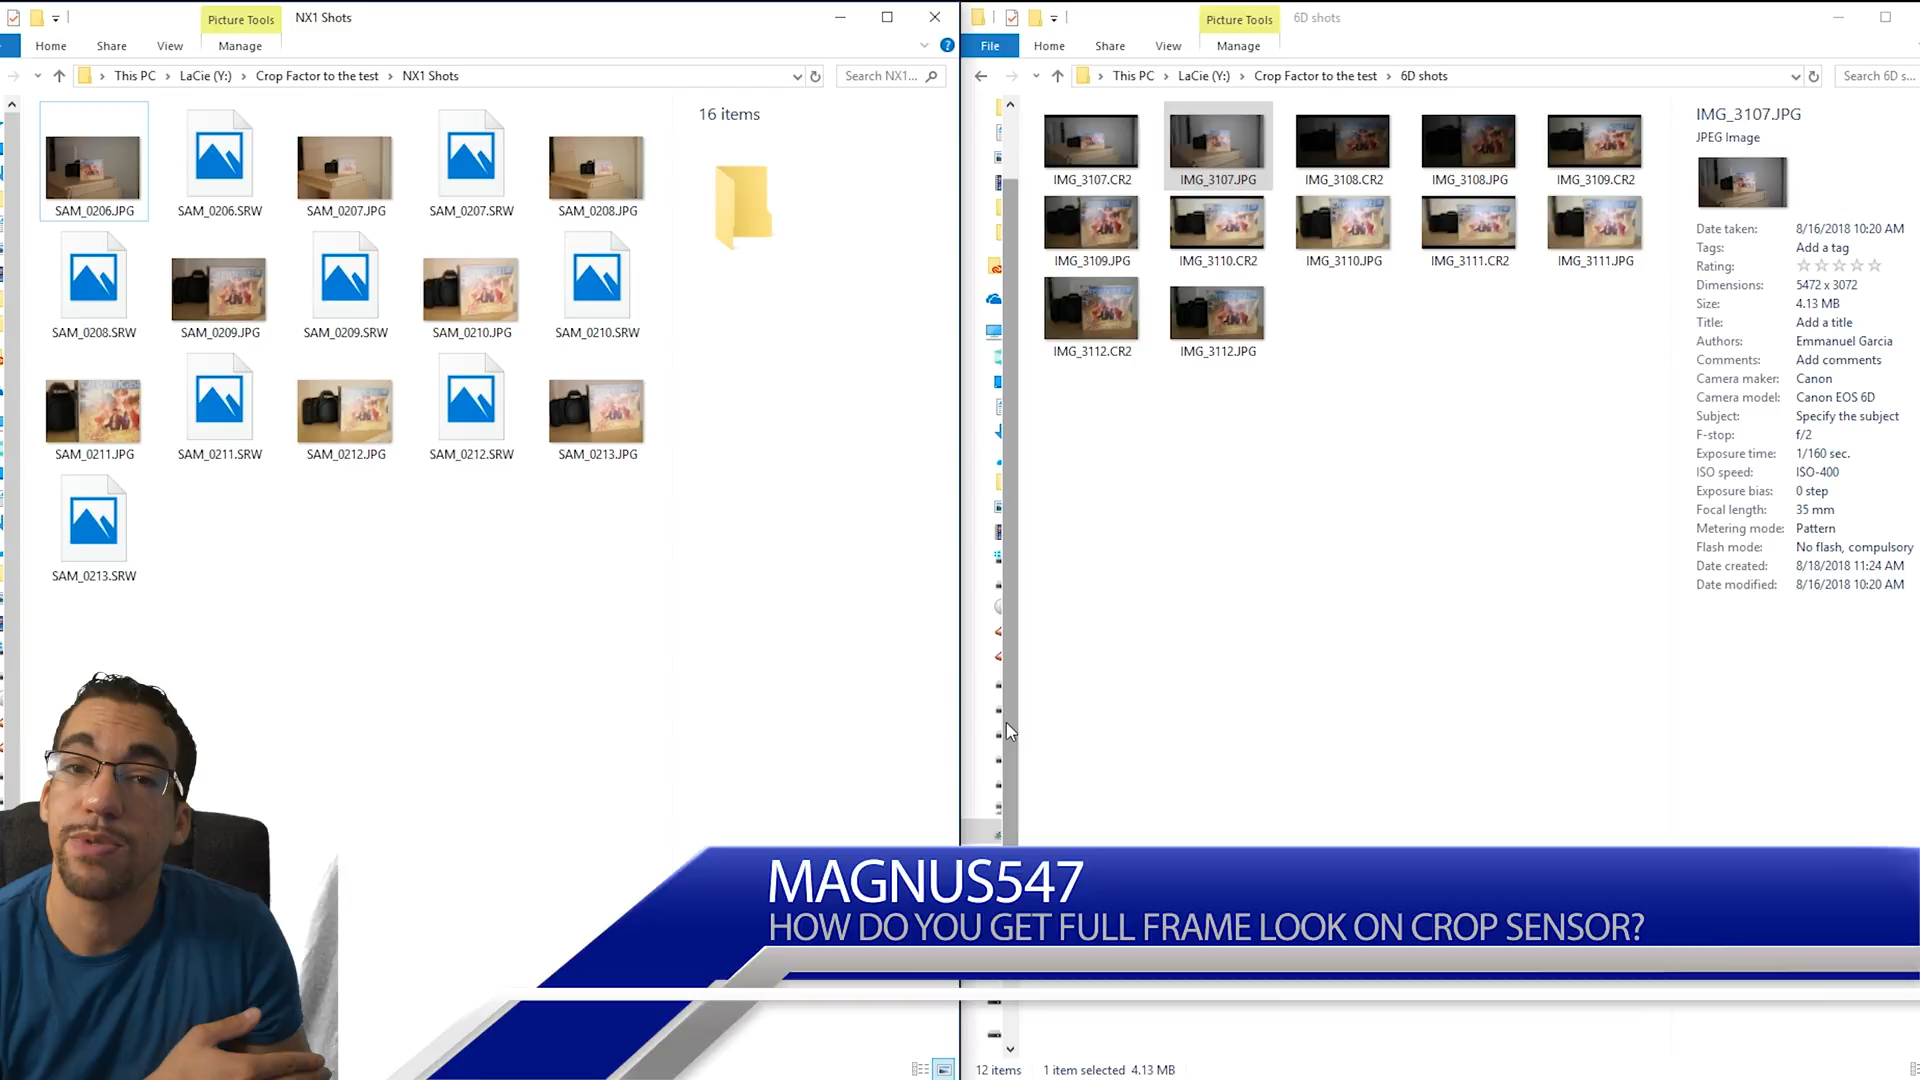 Picture Tools
NX1 Shots
Home
Share
View
Manage
This PC
LaCie (Y:)
Crop Factor to the test
NX1 Shots
Search NX1...
SAM_0206.JPG
SAM_0206.SRW
SAM_0207.JPG
SAM_0207.SRW
SAM_0208.JPG
SAM_0208.SRW
SAM_0209.JPG
SAM_0209.SRW
SAM_0210.JPG
SAM_0210.SRW
SAM_0211.JPG
SAM_0211.SRW
SAM_0212.JPG
SAM_0212.SRW
SAM_0213.JPG
SAM_0213.SRW
16 items
Picture Tools
6D shots
File
Home
Share
View
Manage
This PC
LaCie (Y:)
Crop Factor to the test
6D shots
Search 6D s...
IMG_3107.CR2
IMG_3107.JPG
IMG_3108.CR2
IMG_3108.JPG
IMG_3109.CR2
IMG_3109.JPG
IMG_3110.CR2
IMG_3110.JPG
IMG_3111.CR2
IMG_3111.JPG
IMG_3112.CR2
IMG_3112.JPG
IMG_3107.JPG
JPEG Image
Date taken: 8/16/2018 10:20 AM
Tags: Add a tag
Rating:
Dimensions: 5472 x 3072
Size: 4.13 MB
Title: Add a title
Authors: Emmanuel Garcia
Comments: Add comments
Camera maker: Canon
Camera model: Canon EOS 6D
Subject: Specify the subject
F-stop: f/2
Exposure time: 1/160 sec.
ISO speed: ISO-400
Exposure bias: 0 step
Focal length: 35 mm
Metering mode: Pattern
Flash mode: No flash, compulsory
Date created: 8/18/2018 11:24 AM
Date modified: 8/16/2018 10:20 AM
MAGNUS547
HOW DO YOU GET FULL FRAME LOOK ON CROP SENSOR?
12 items
1 item selected 4.13 MB